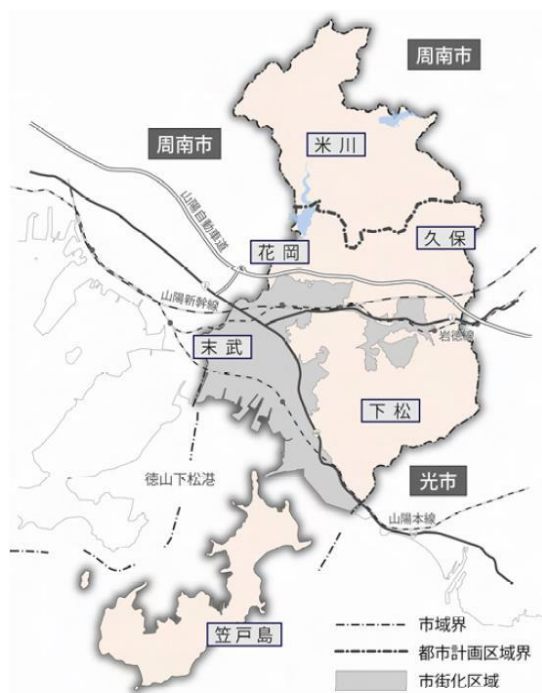 周南市
周南市
米川
山陽自動車道
久保
花岡
山陽新幹線
岩徳線
末武
下松
徳山下松港
光市
山陽本線
笠戸島
市域界
都市計画区域界
市街化区域